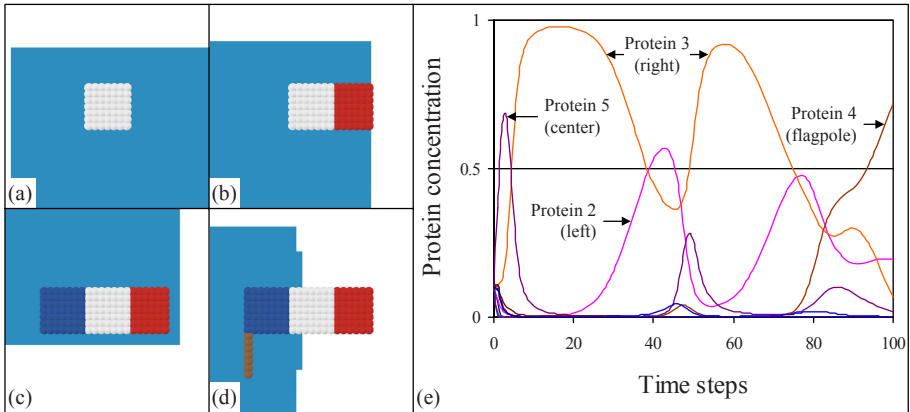 (a)
(b)
(c)
(d)
(e)
Protein concentration
1
0.5
0
Protein 3
(right)
Protein 5
(center)
Protein 4
(flagpole)
Protein 2
(left)
0
20
40
60
80
100
Time steps